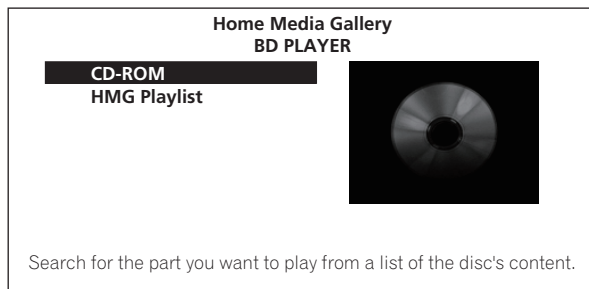 Home Media Gallery
BD PLAYER
CD-ROM
HMG Playlist
Search for the part you want to play from a list of the disc's content.